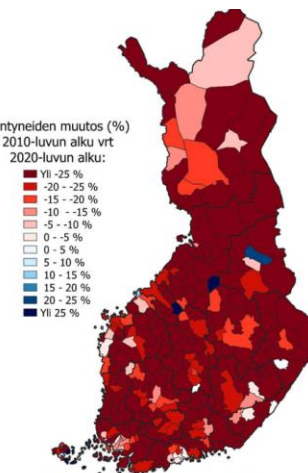 ntyneiden muutos (%)
2010-luvun alku vrt
2020-luvun alku:
Yli -25 %
-20 - -25 %
-15 - -20 %
-10 - -15 %
-5 - -10 %
0 - -5 %
0 - 5 %
5 - 10 %
10 - 15 %
15 - 20 %
20 - 25 %
Yli 25 %